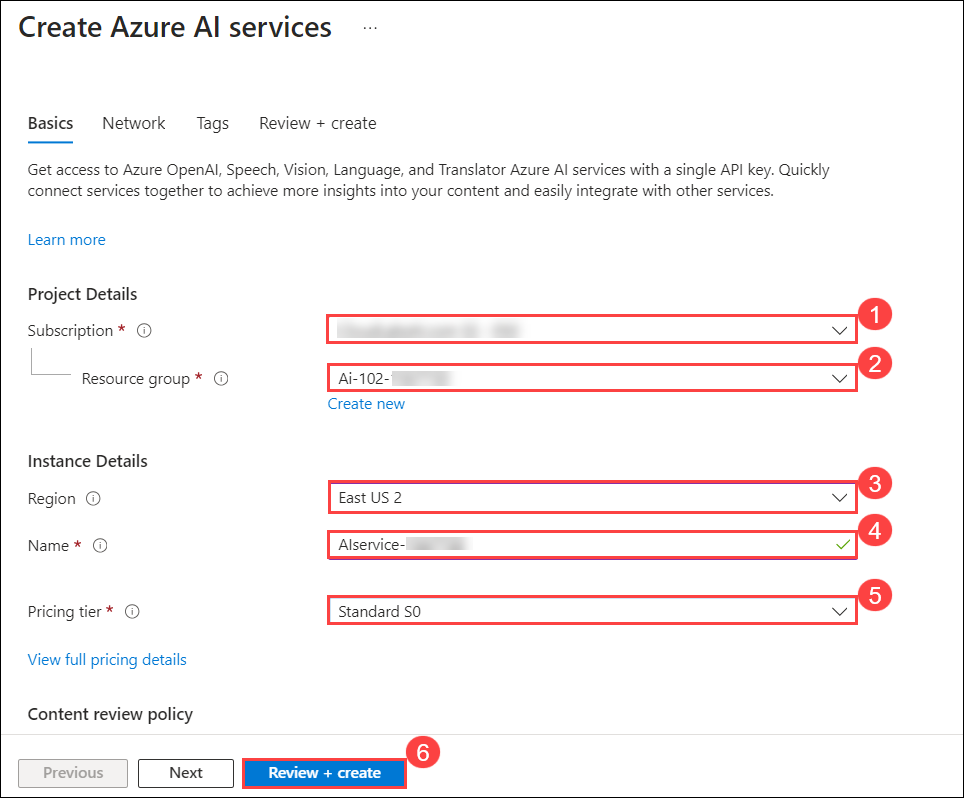 Create Azure AI services ...
Basics Network Tags Review + create
Get access to Azure OpenAI, Speech, Vision, Language, and Translator Azure AI services with a single API key. Quickly
connect services together to achieve more insights into your content and easily integrate with other services.
Learn more
Project Details
Subscription *
1
Resource group * Ai-102-
2
Create new
Instance Details
Region East US 2
3
Name * AIservice-
4
Pricing tier * Standard S0
5
View full pricing details
Content review policy
Previous Next Review + create
6